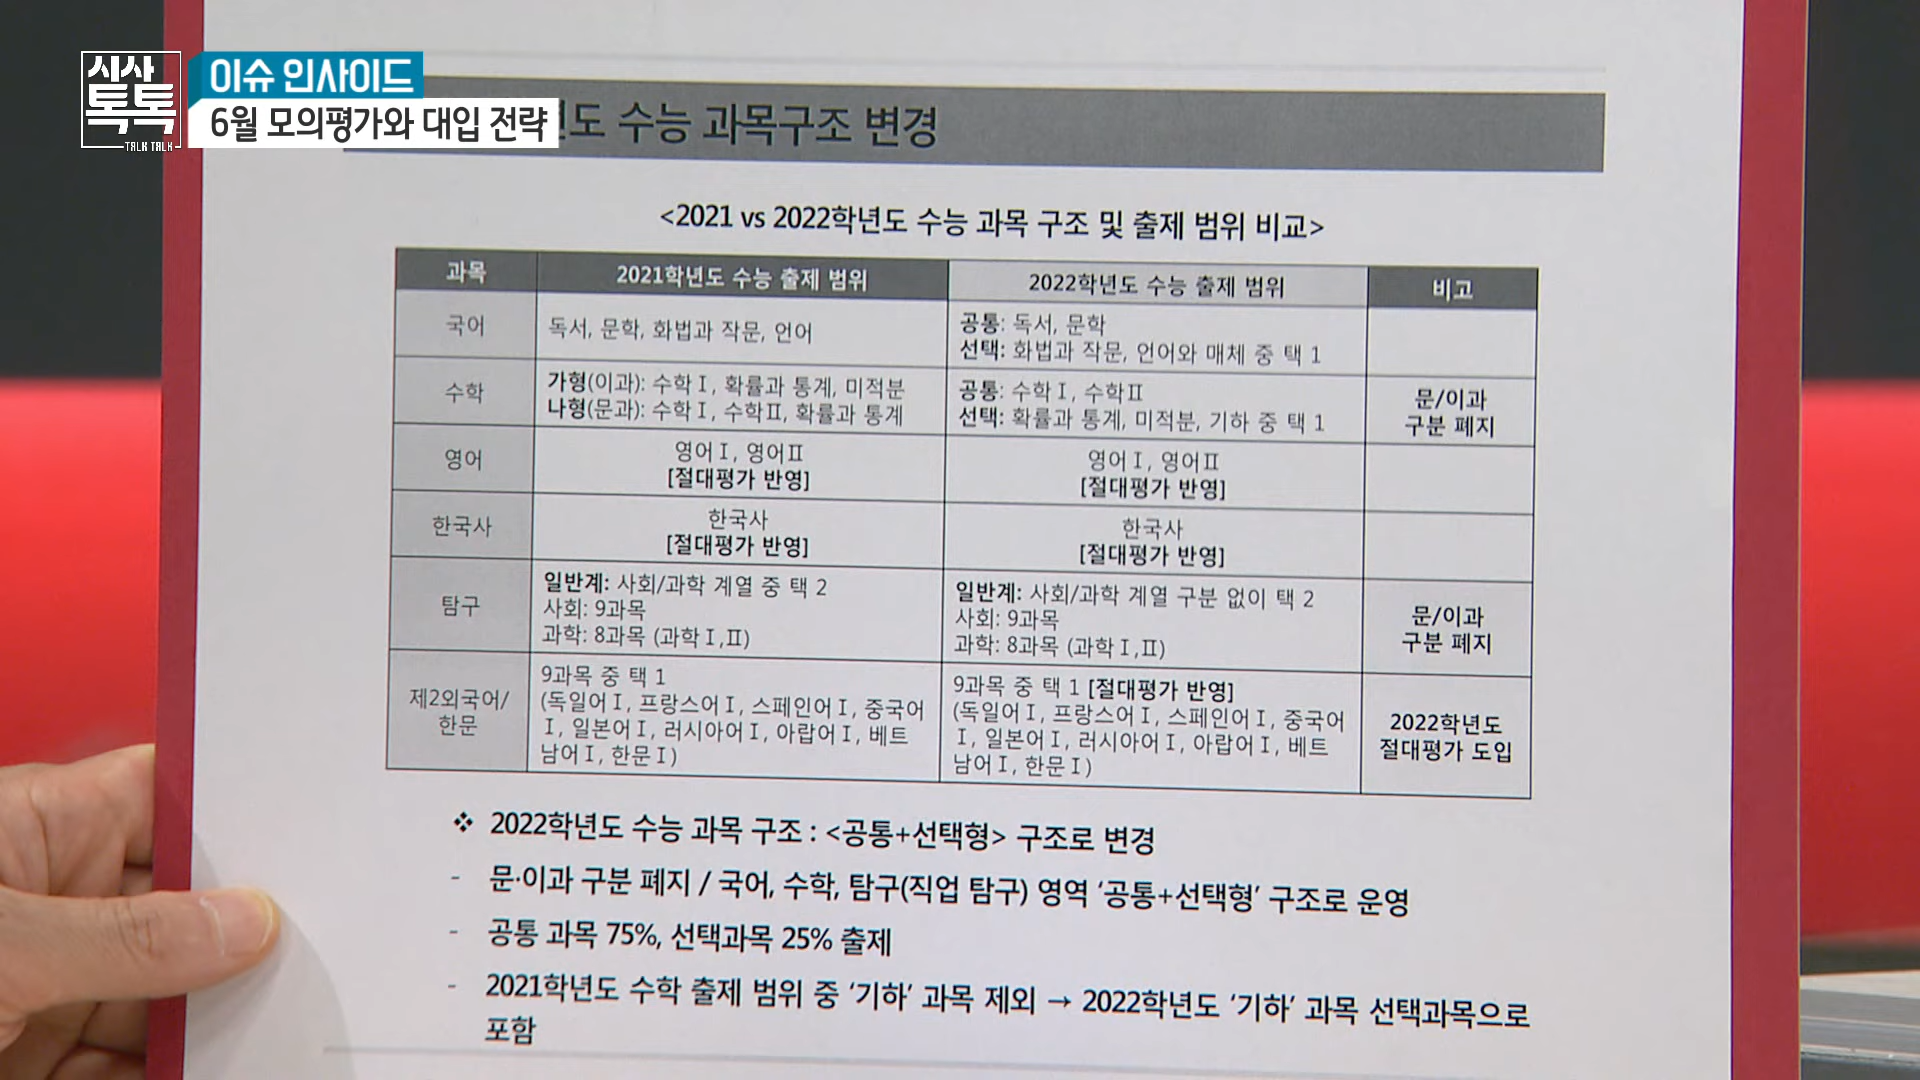 시사
톡톡
TALK TALK
이슈 인사이드
6월 모의평가와 대입 전략
도 수능 과목구조 변경
<2021 vs 2022학년도 수능 과목 구조 및 출제 범위 비교>
과목 2021학년도 수능 출제 범위 2022학년도 수능 출제 범위 비고
국어
독서, 문학, 화법과 작문, 언어
공통: 독서, 문학
선택: 화법과 작문, 언어와 매체 중 택 1
수학
가형(이과): 수학Ⅰ, 확률과 통계, 미적분
나형(문과): 수학Ⅰ, 수학Ⅱ, 확률과 통계
공통: 수학Ⅰ, 수학Ⅱ
선택: 확률과 통계, 미적분, 기하 중 택 1
문/이과
구분 폐지
영어
영어Ⅰ, 영어Ⅱ
[절대평가 반영]
영어Ⅰ, 영어Ⅱ
[절대평가 반영]
한국사
한국사
[절대평가 반영]
한국사
[절대평가 반영]
탐구
일반계: 사회/과학 계열 중 택 2
사회: 9과목
과학: 8과목 (과학Ⅰ,Ⅱ)
일반계: 사회/과학 계열 구분 없이 택 2
사회: 9과목
과학: 8과목 (과학Ⅰ,Ⅱ)
문/이과
구분 폐지
제2외국어/
한문
9과목 중 택 1
(독일어Ⅰ, 프랑스어Ⅰ, 스페인어Ⅰ, 중국어
Ⅰ, 일본어Ⅰ, 러시아어Ⅰ, 아랍어Ⅰ, 베트
남어Ⅰ, 한문Ⅰ)
9과목 중 택 1 [절대평가 반영]
(독일어Ⅰ, 프랑스어Ⅰ, 스페인어Ⅰ, 중국어
Ⅰ, 일본어Ⅰ, 러시아어Ⅰ, 아랍어Ⅰ, 베트
남어Ⅰ, 한문Ⅰ)
2022학년도
절대평가 도입
❖ 2022학년도 수능 과목 구조 : <공통+선택형> 구조로 변경
- 문·이과 구분 폐지 / 국어, 수학, 탐구(직업 탐구) 영역 ‘공통+선택형’ 구조로 운영
- 공통 과목 75%, 선택과목 25% 출제
- 2021학년도 수학 출제 범위 중 ‘기하’ 과목 제외 → 2022학년도 ‘기하’ 과목 선택과목으로
포함